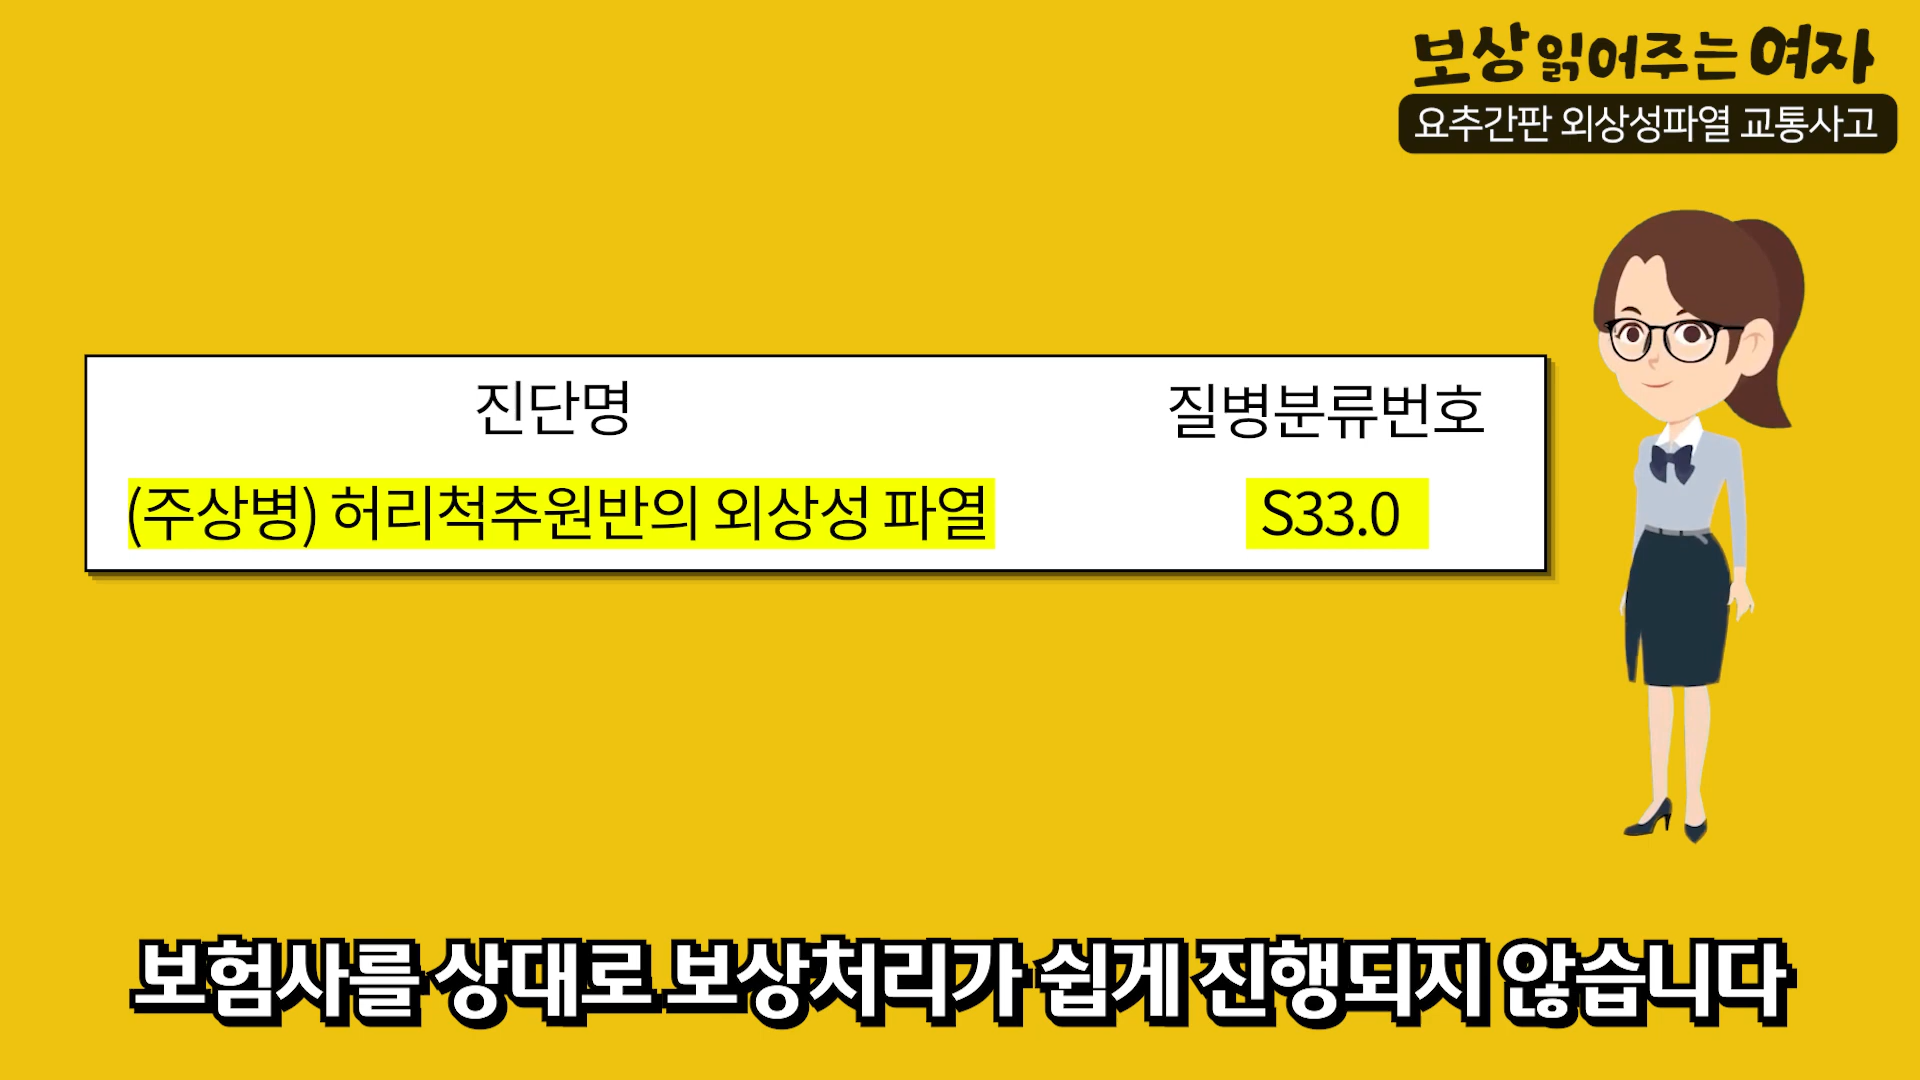 보상 읽어주는 여자
요추간판 외상성파열 교통사고
진단명 질병분류번호
(주상병) 허리척추원반의 외상성 파열 S33.0
보험사를 상대로 보상처리가 쉽게 진행되지 않습니다